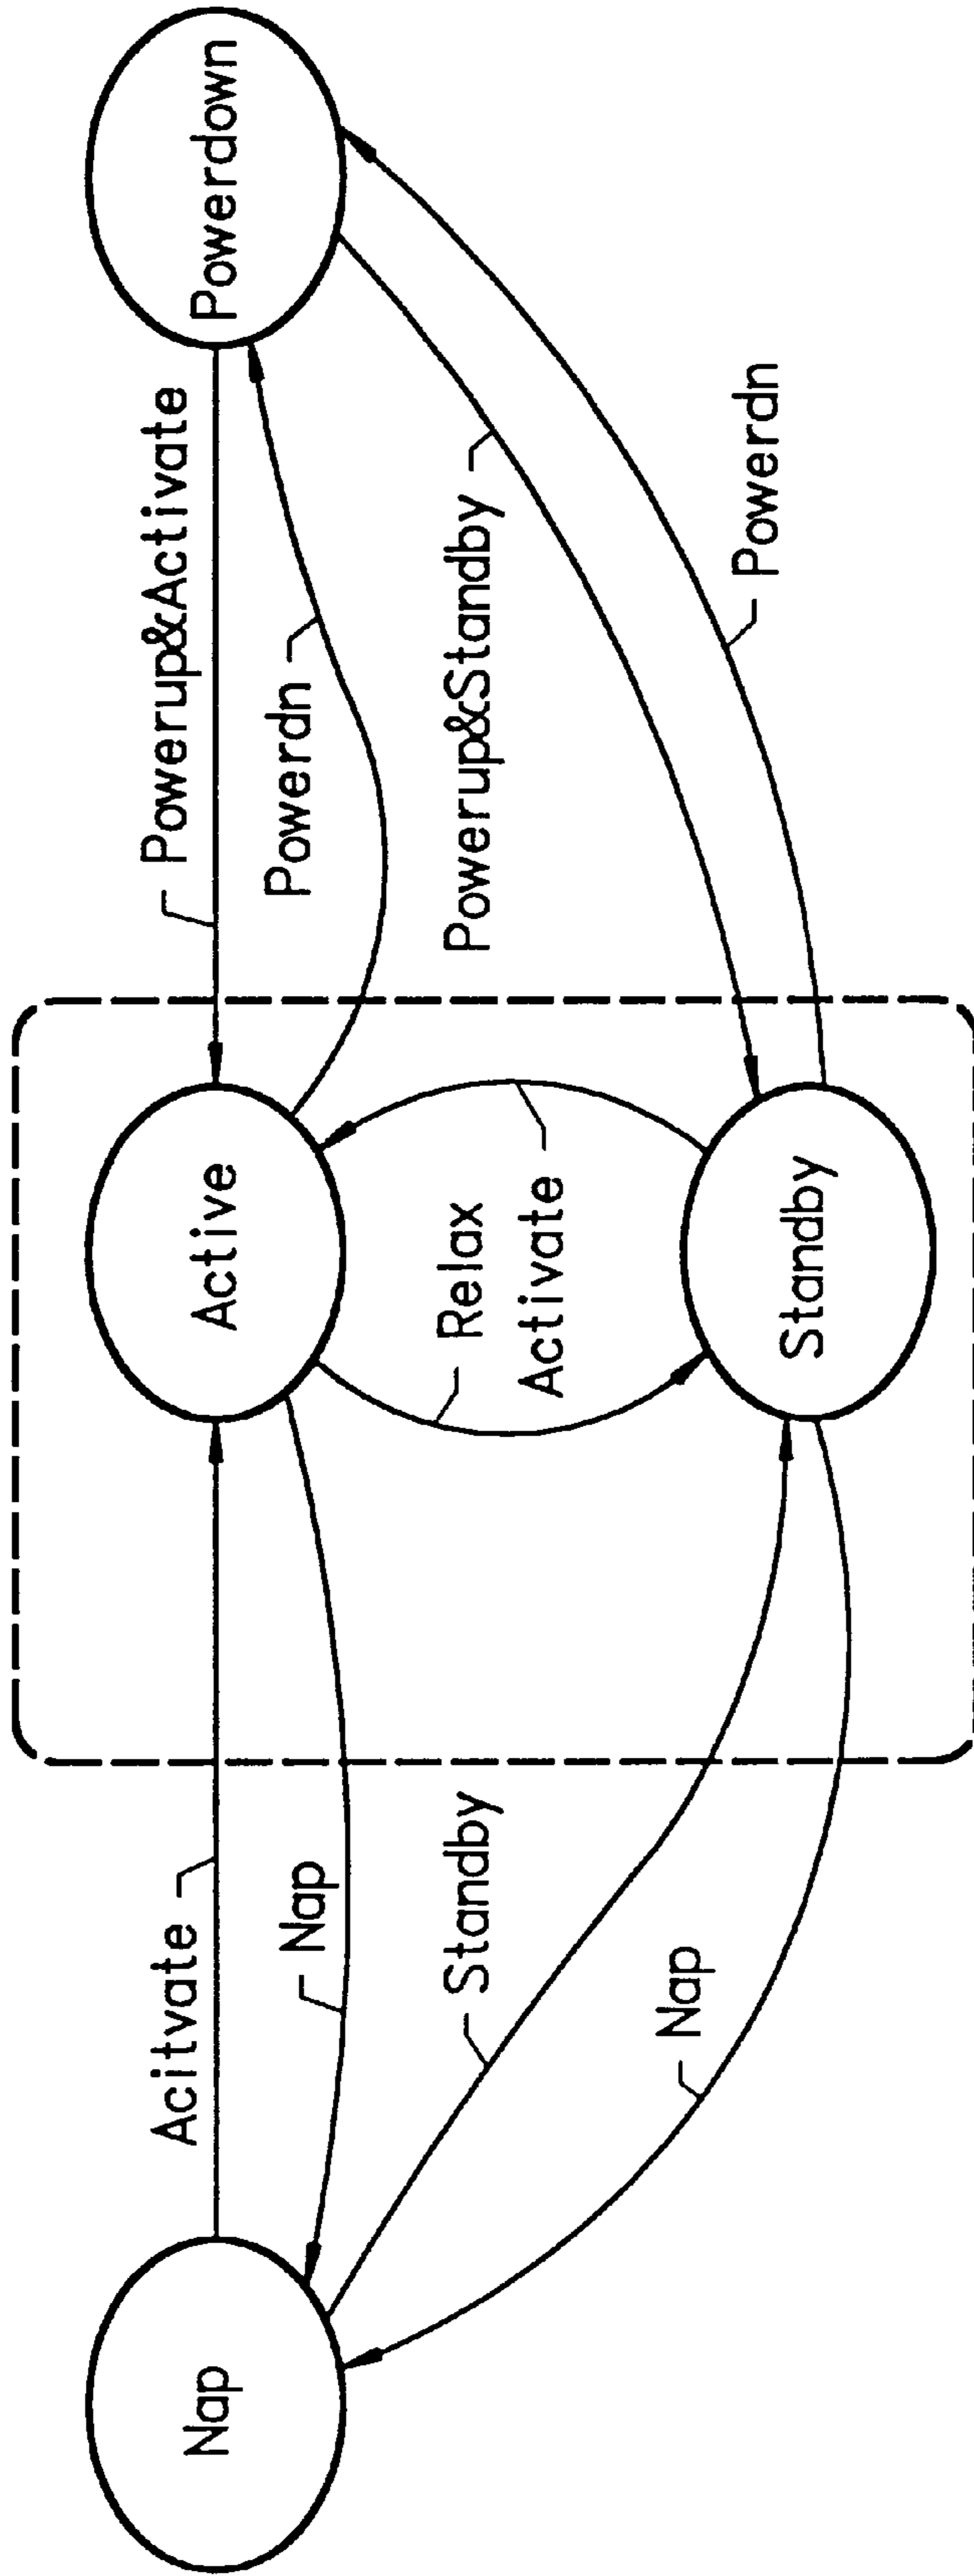 Acitvate
Powerup&Activate
Nap
Active
Powerdown
Nap
Powerdn
Relax
Activate
Standby
Powerup&Standby
Nap
Standby
Powerdn